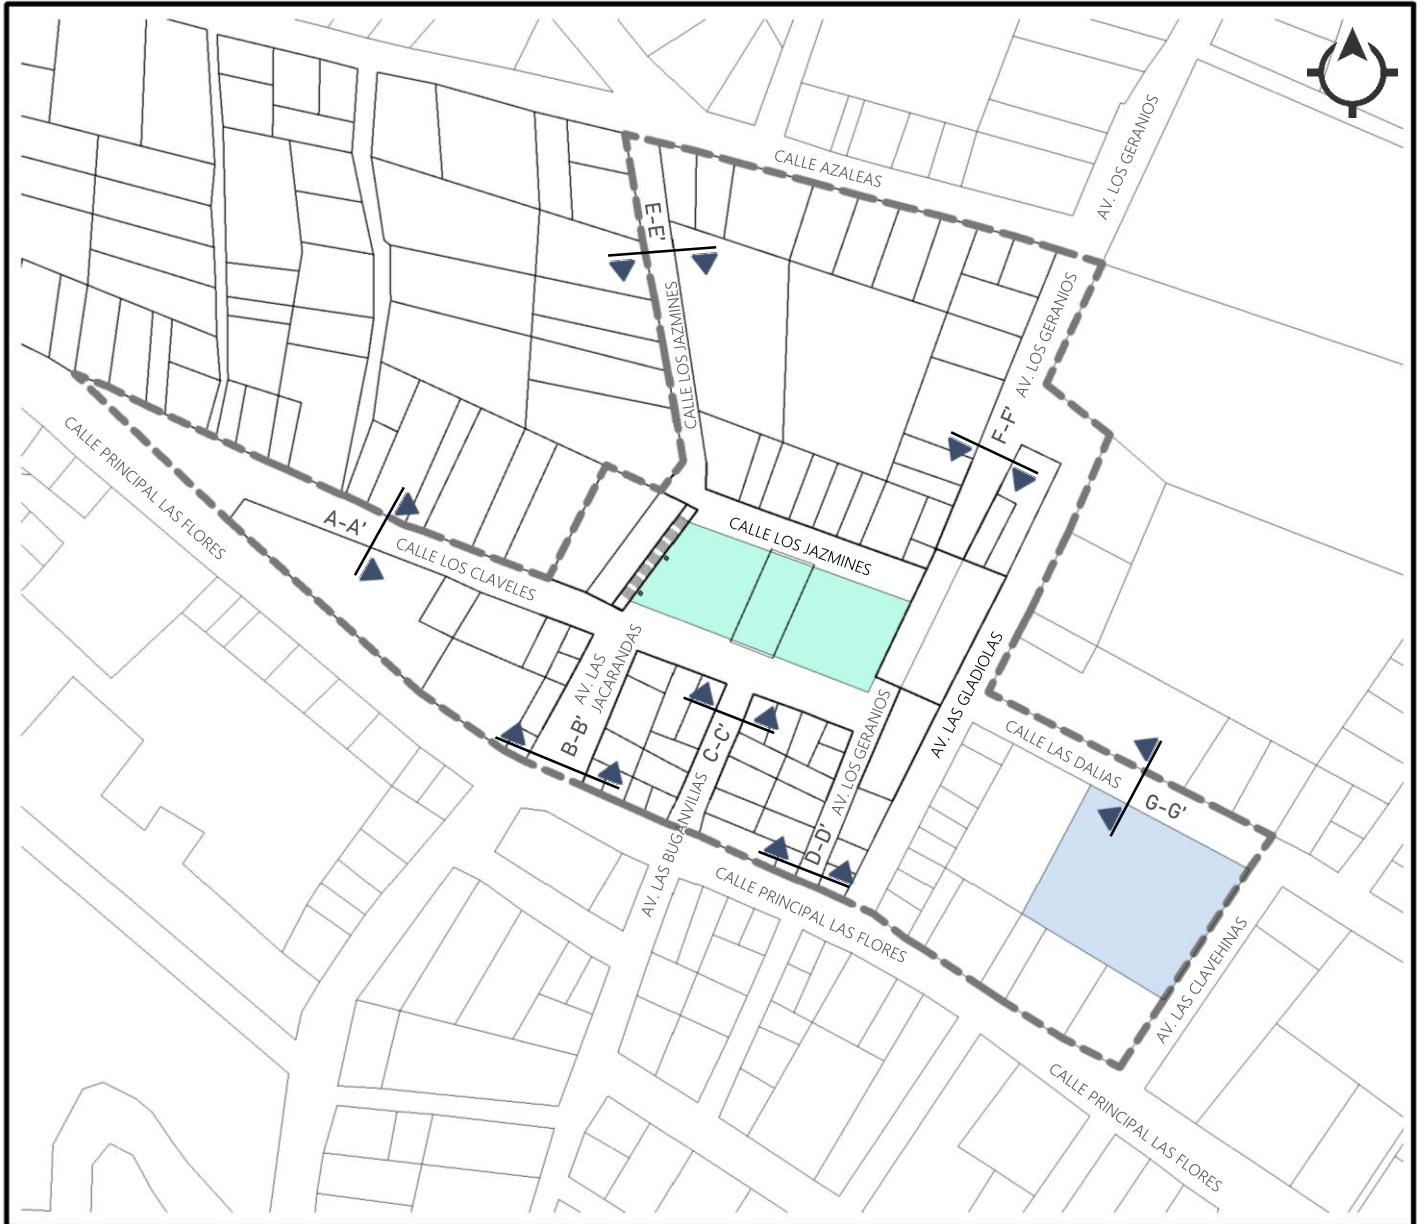 AV. LOS GERANIOS
CALLE AZALEAS
E-E'
CALLE LOS JAZMINES
AV. LOS GERANIOS
F-F'
CALLE PRINCIPAL LAS FLORES
A-A'
CALLE LOS CLAVELES
CALLE LOS JAZMINES
AV. LAS
JACARANDAS
B-B'
C-C'
AV. LAS BUGANVILIAS
D-D'
AV. LOS GERANIOS
AV. LAS GLADIOLAS
CALLE LAS DALIAS
G-G'
CALLE PRINCIPAL LAS FLORES
AV. LAS CLAVEHINAS
CALLE PRINCIPAL LAS FLORES